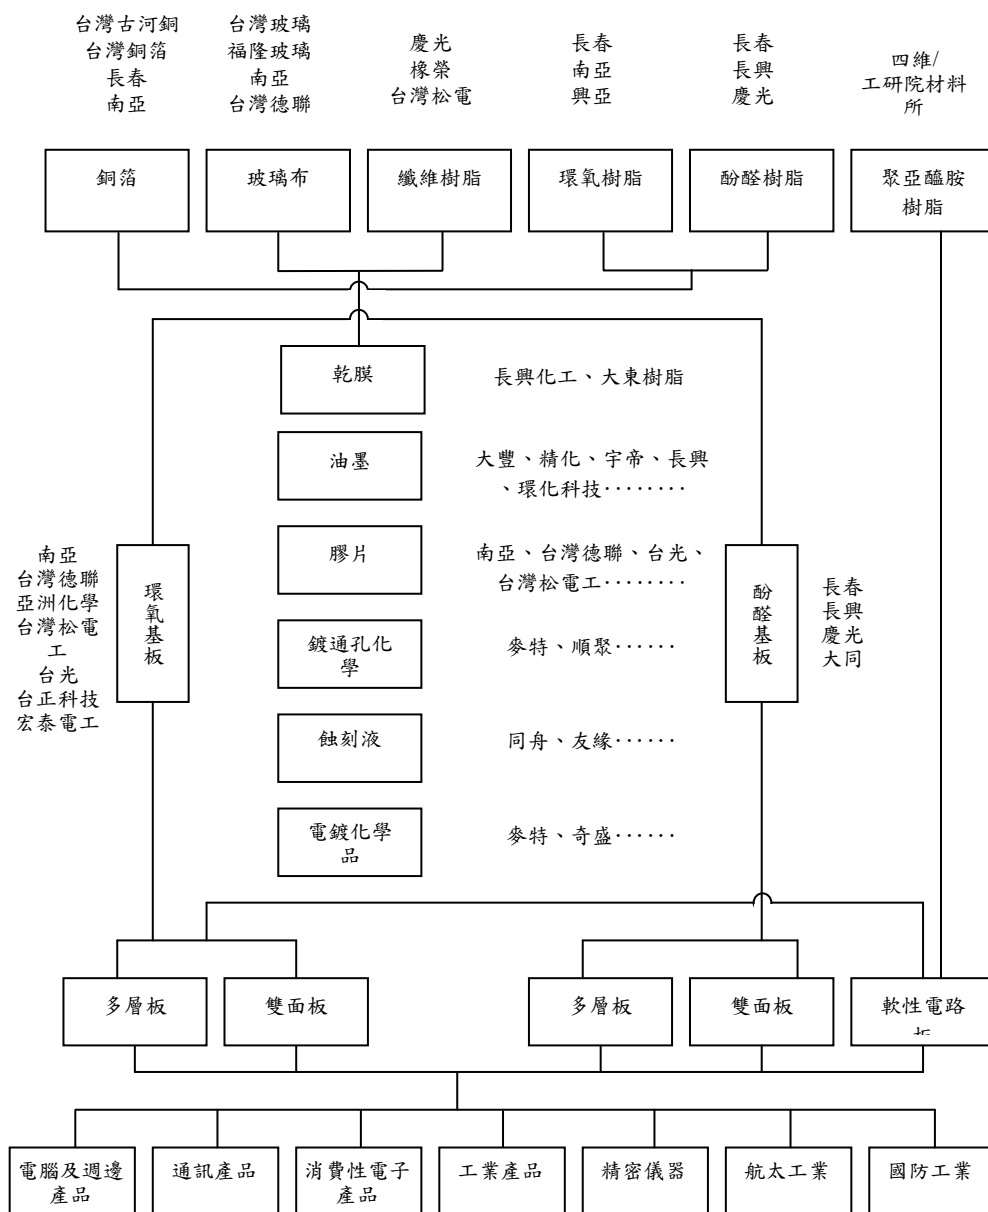 台灣古河銅
台灣銅箔
長春
南亞
台灣玻璃
福隆玻璃
南亞
台灣德聯
慶光
橡榮
台灣松電
長春
南亞
興亞
長春
長興
慶光
四維/
工研院材料
所
銅箔
玻璃布
纖維樹脂
環氧樹脂
酚醛樹脂
聚亞醯胺
樹脂
乾膜
長興化工、大東樹脂
油墨
大豐、精化、宇帝、長興
、環化科技‧‧‧‧‧‧‧‧
膠片
南亞、台灣德聯、台光、
台灣松電工‧‧‧‧‧‧‧‧
鍍通孔化
學
麥特、順聚‧‧‧‧‧‧
蝕刻液
同舟、友緣‧‧‧‧‧‧
電鍍化學
品
麥特、奇盛‧‧‧‧‧‧
南亞
台灣德聯
亞洲化學
台灣松電
工
台光
台正科技
宏泰電工
環氧基板
酚醛基板
長春
長興
慶光
大同
多層板
雙面板
多層板
雙面板
軟性電路
電腦及週邊
產品
通訊產品
消費性電子
產品
工業產品
精密儀器
航太工業
國防工業